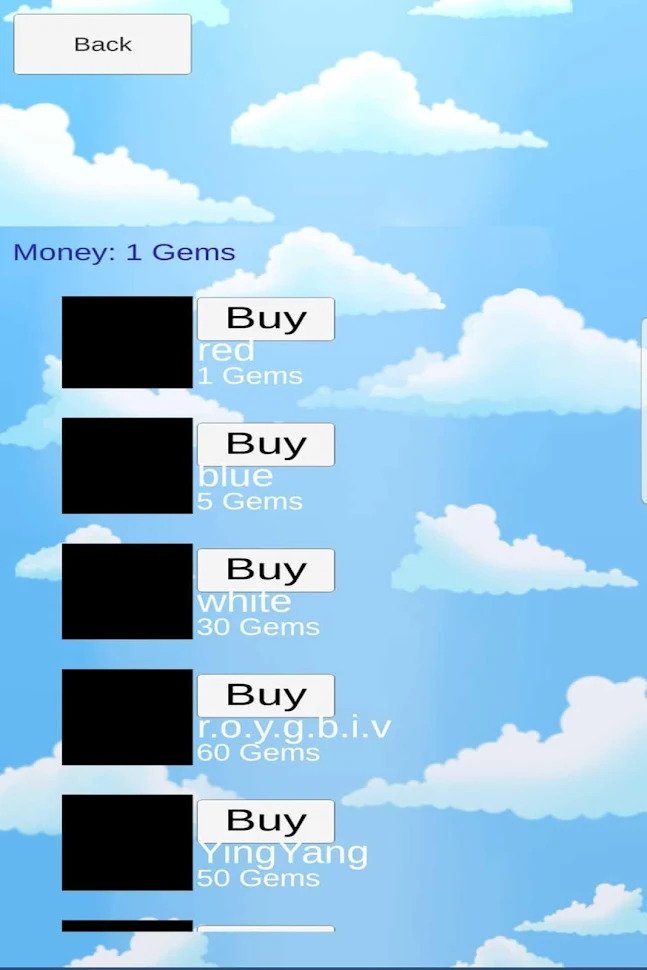 Back
Money: 1 Gems
Buy
red
1 Gems
Buy
blue
5 Gems
Buy
white
30 Gems
Buy
r.o.y.g.b.i.v
60 Gems
Buy
YingYang
50 Gems